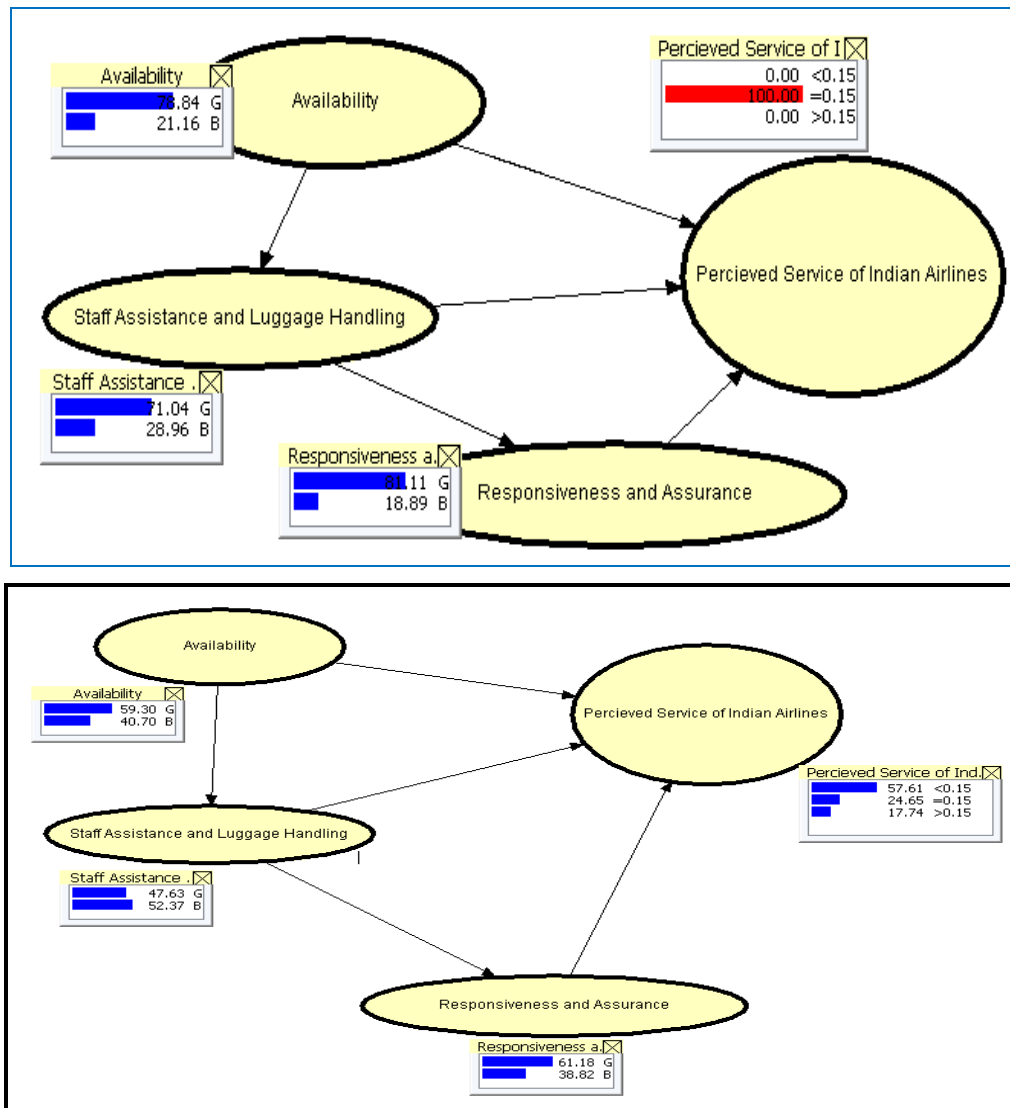 Percieved Service of I
0.00 <0.15
100.00 =0.15
0.00 >0.15
Availability
78.84 G
21.16 B
Availability
Percieved Service of Indian Airlines
Staff Assistance and Luggage Handling
Staff Assistance .
71.04 G
28.96 B
Responsiveness a.
81.11 G
18.89 B
Responsiveness and Assurance
Availability
Availability
59.30 G
40.70 B
Percieved Service of Indian Airlines
Percieved Service of Ind.
57.61 <0.15
24.65 =0.15
17.74 >0.15
Staff Assistance and Luggage Handling
Staff Assistance .
47.63 G
52.37 B
Responsiveness and Assurance
Responsiveness a.
61.18 G
38.82 B